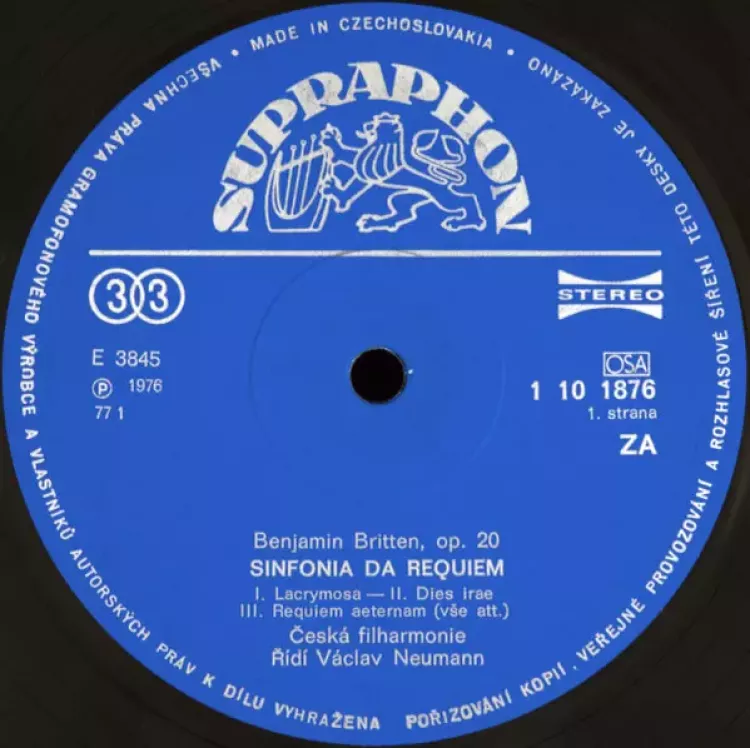 VŠECHNA PRÁVA GRAMOFONOVÉHO VÝROBCE A VLASTNÍKŮ AUTORSKÝCH PRÁV K DÍLU VYHRAŽENA
POŘIZOVÁNÍ KOPIÍ, VEŘEJNÉ PROVOZOVÁNÍ A ROZHLASOVÉ ŠÍŘENÍ TÉTO DESKY JE ZAKÁZÁNO
• MADE IN CZECHOSLOVAKIA •
SUPRAPHON
33
STEREO
E 3845
Ⓟ 1976
77 1
OSA
1 10 1876
1. strana
ZA
Benjamin Britten, op. 20
SINFONIA DA REQUIEM
I. Lacrymosa — II. Dies irae
III. Requiem aeternam (vše att.)
Česká filharmonie
Řídí Václav Neumann